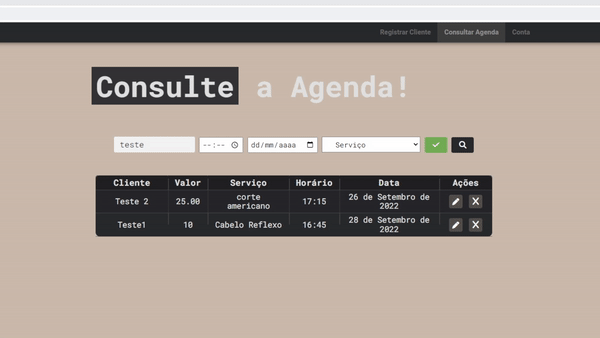 Registrar Cliente Consultar Agenda Conta
Consulte a Agenda!
teste --:-- dd/mm/aaaa Serviço
Cliente Valor Serviço Horário Data Ações
Teste 2 25.00 corte americano 17:15 26 de Setembro de 2022
Teste1 10 Cabelo Reflexo 16:45 28 de Setembro de 2022